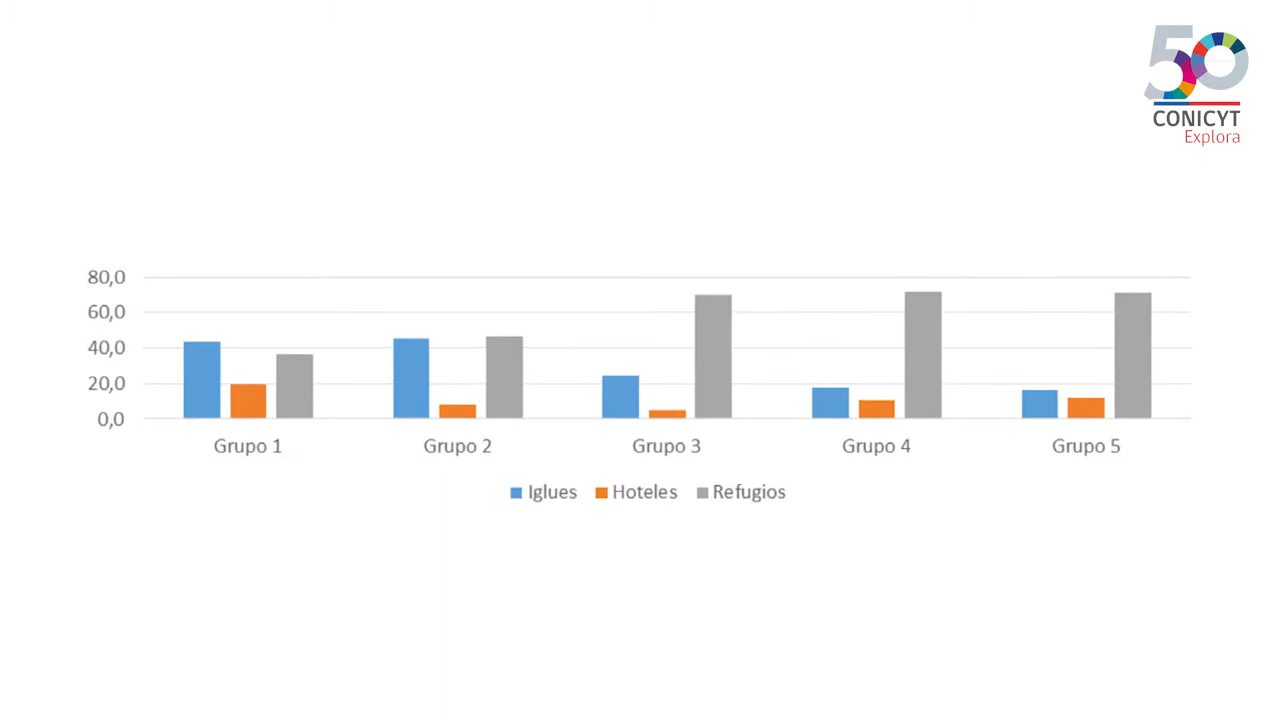 50
CONICYT
Explora
80,0
60,0
40,0
20,0
0,0
Grupo 1 Grupo 2 Grupo 3 Grupo 4 Grupo 5
Iglues Hoteles Refugios